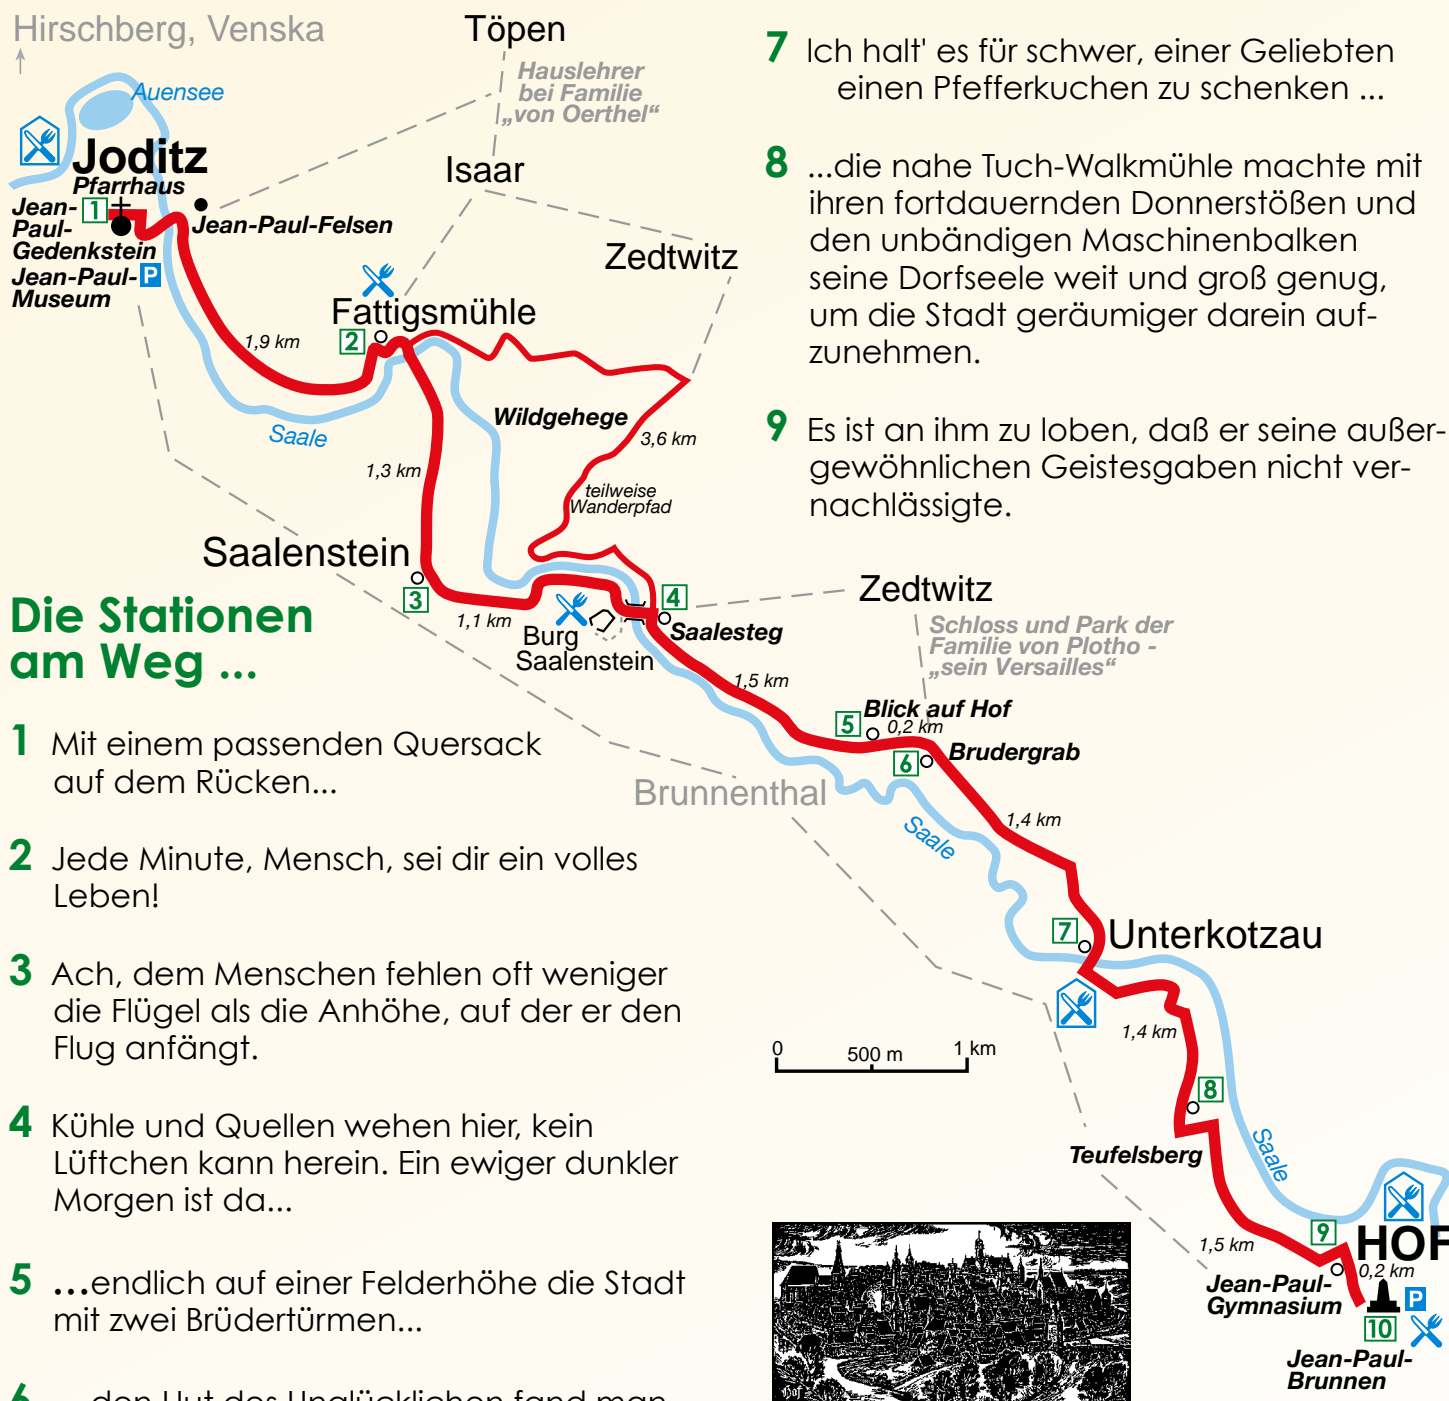 Hirschberg, Venska
Töpen
Hauslehrer
bei Familie
„von Oerthel“
Auensee
Joditz
Pfarrhaus
Jean-
Paul-
Gedenkstein
Jean-Paul-
Museum
P
1
Jean-Paul-Felsen
Isaar
Zedtwitz
Fattigsmühle
2
1,9 km
Saale
Wildgehege
3,6 km
1,3 km
teilweise
Wanderpfad
Saalenstein
3
1,1 km
Burg
Saalenstein
4
Saalesteg
Zedtwitz
Schloss und Park der
Familie von Plotho -
„sein Versailles“
1,5 km
Blick auf Hof
5
0,2 km
6
Brudergrab
Brunnenthal
Saale
1,4 km
7
Unterkotzau
1,4 km
0
500 m
1 km
8
Teufelsberg
Saale
1,5 km
9
HOF
0,2 km
Jean-Paul-
Gymnasium
P
10
Jean-Paul-
Brunnen
Die Stationen
am Weg ...
1 Mit einem passenden Quersack
auf dem Rücken...
2 Jede Minute, Mensch, sei dir ein volles
Leben!
3 Ach, dem Menschen fehlen oft weniger
die Flügel als die Anhöhe, auf der er den
Flug anfängt.
4 Kühle und Quellen wehen hier, kein
Lüftchen kann herein. Ein ewiger dunkler
Morgen ist da...
5 ...endlich auf einer Felderhöhe die Stadt
mit zwei Brüdertürmen...
6 ...den Hut des Unglücklichen fand man
7 Ich halt' es für schwer, einer Geliebten
einen Pfefferkuchen zu schenken ...
8 ...die nahe Tuch-Walkmühle machte mit
ihren fortdauernden Donnerstößen und
den unbändigen Maschinenbalken
seine Dorfseele weit und groß genug,
um die Stadt geräumiger darein auf-
zunehmen.
9 Es ist an ihm zu loben, daß er seine außer-
gewöhnlichen Geistesgaben nicht ver-
nachlässigte.